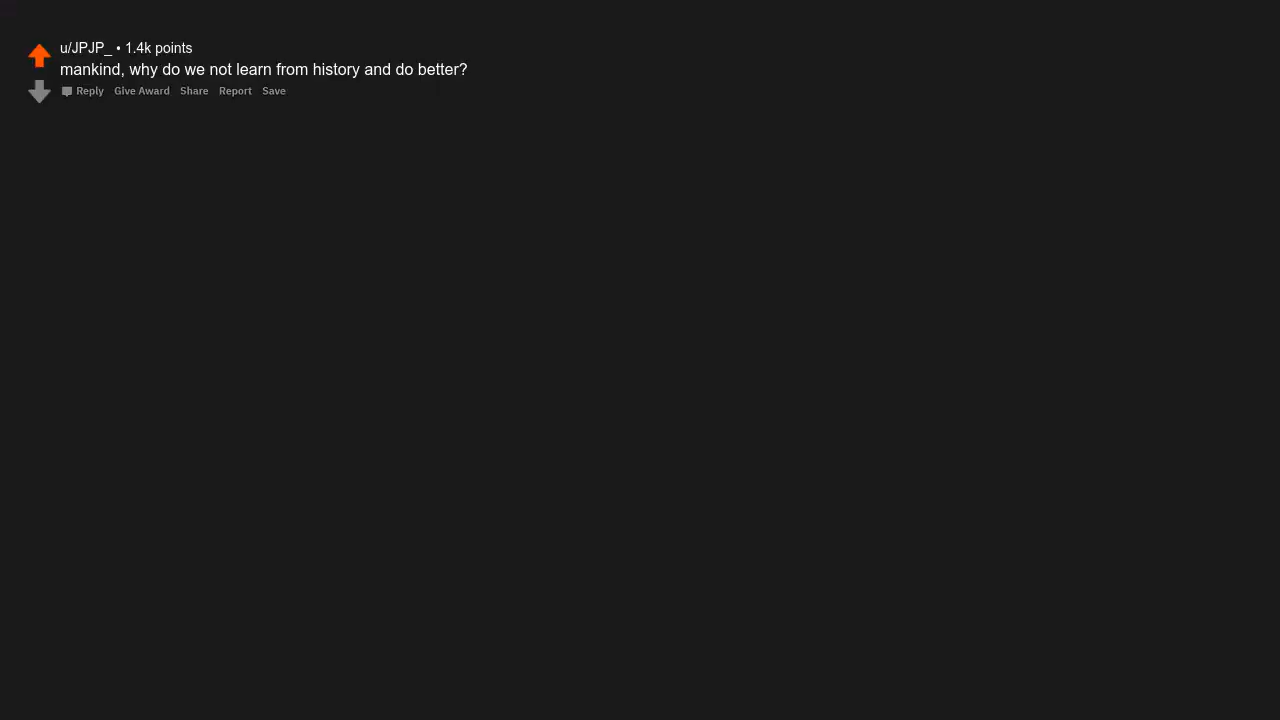 u/JPJP_ • 1.4k points
mankind, why do we not learn from history and do better?
Reply Give Award Share Report Save